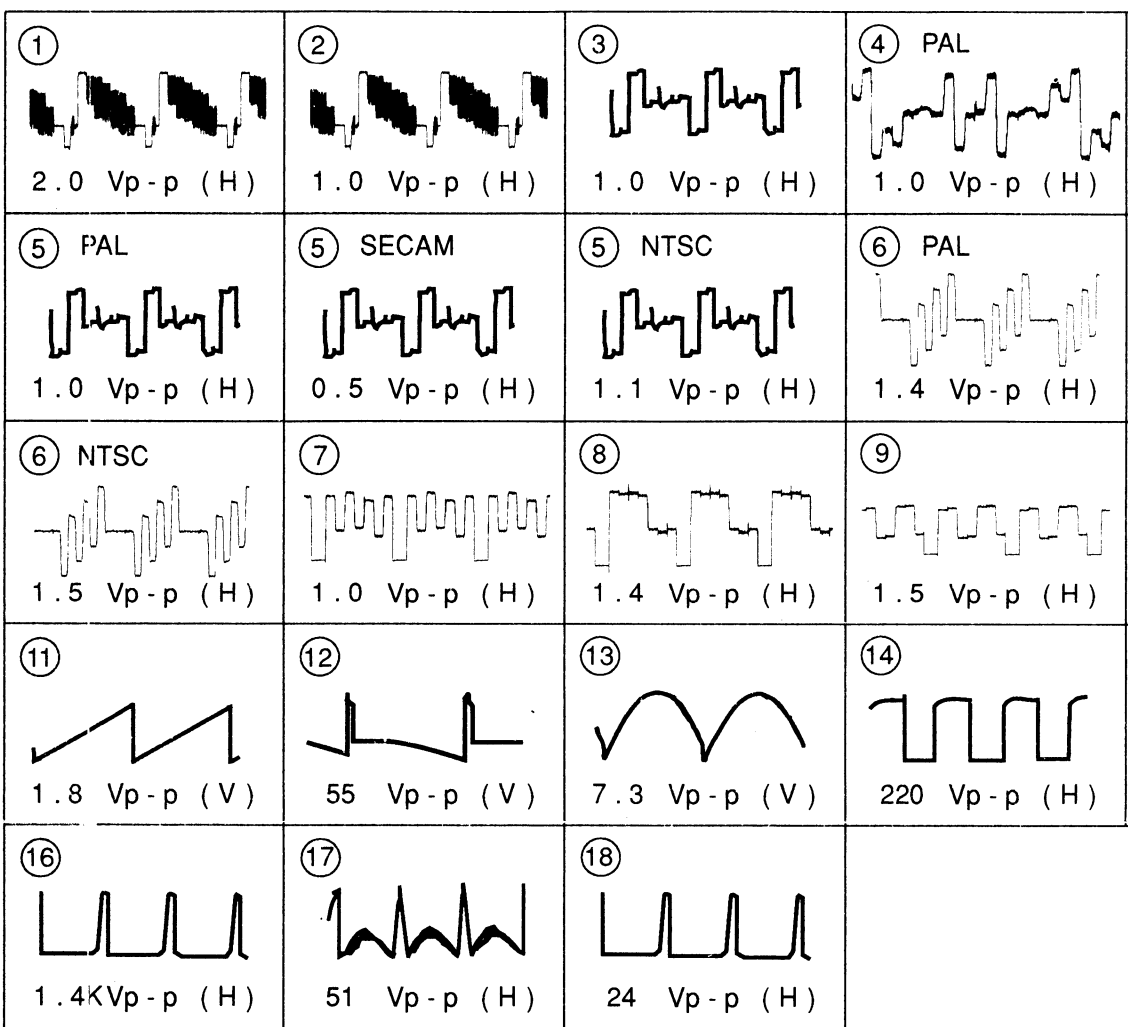 1
2.0 Vp-p (H)
2
1.0 Vp-p (H)
3
1.0 Vp-p (H)
4 PAL
1.0 Vp-p (H)
5 PAL
1.0 Vp-p (H)
5 SECAM
0.5 Vp-p (H)
5 NTSC
1.1 Vp-p (H)
6 PAL
1.4 Vp-p (H)
6 NTSC
1.5 Vp-p (H)
7
1.0 Vp-p (H)
8
1.4 Vp-p (H)
9
1.5 Vp-p (H)
11
1.8 Vp-p (V)
12
55 Vp-p (V)
13
7.3 Vp-p (V)
14
220 Vp-p (H)
16
1.4KVp-p (H)
17
51 Vp-p (H)
18
24 Vp-p (H)